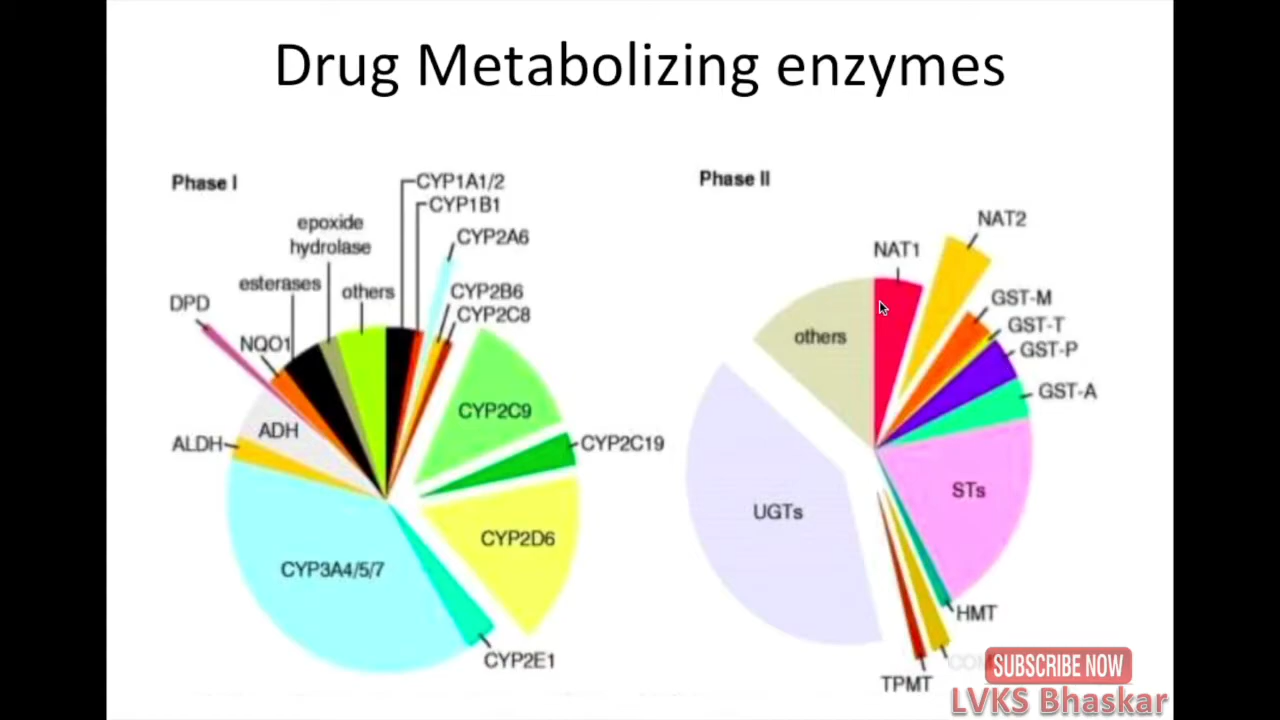 Drug Metabolizing enzymes
Phase I
CYP1A1/2
CYP1B1
epoxide
hydrolase
CYP2A6
esterases
others
CYP2B6
DPD
CYP2C8
NQO1
CYP2C9
ADH
ALDH
CYP2C19
CYP2D6
CYP3A4/5/7
CYP2E1
Phase II
NAT2
NAT1
GST-M
GST-T
others
GST-P
GST-A
STs
UGTs
HMT
TPMT
SUBSCRIBE NOW
LVKS Bhaskar